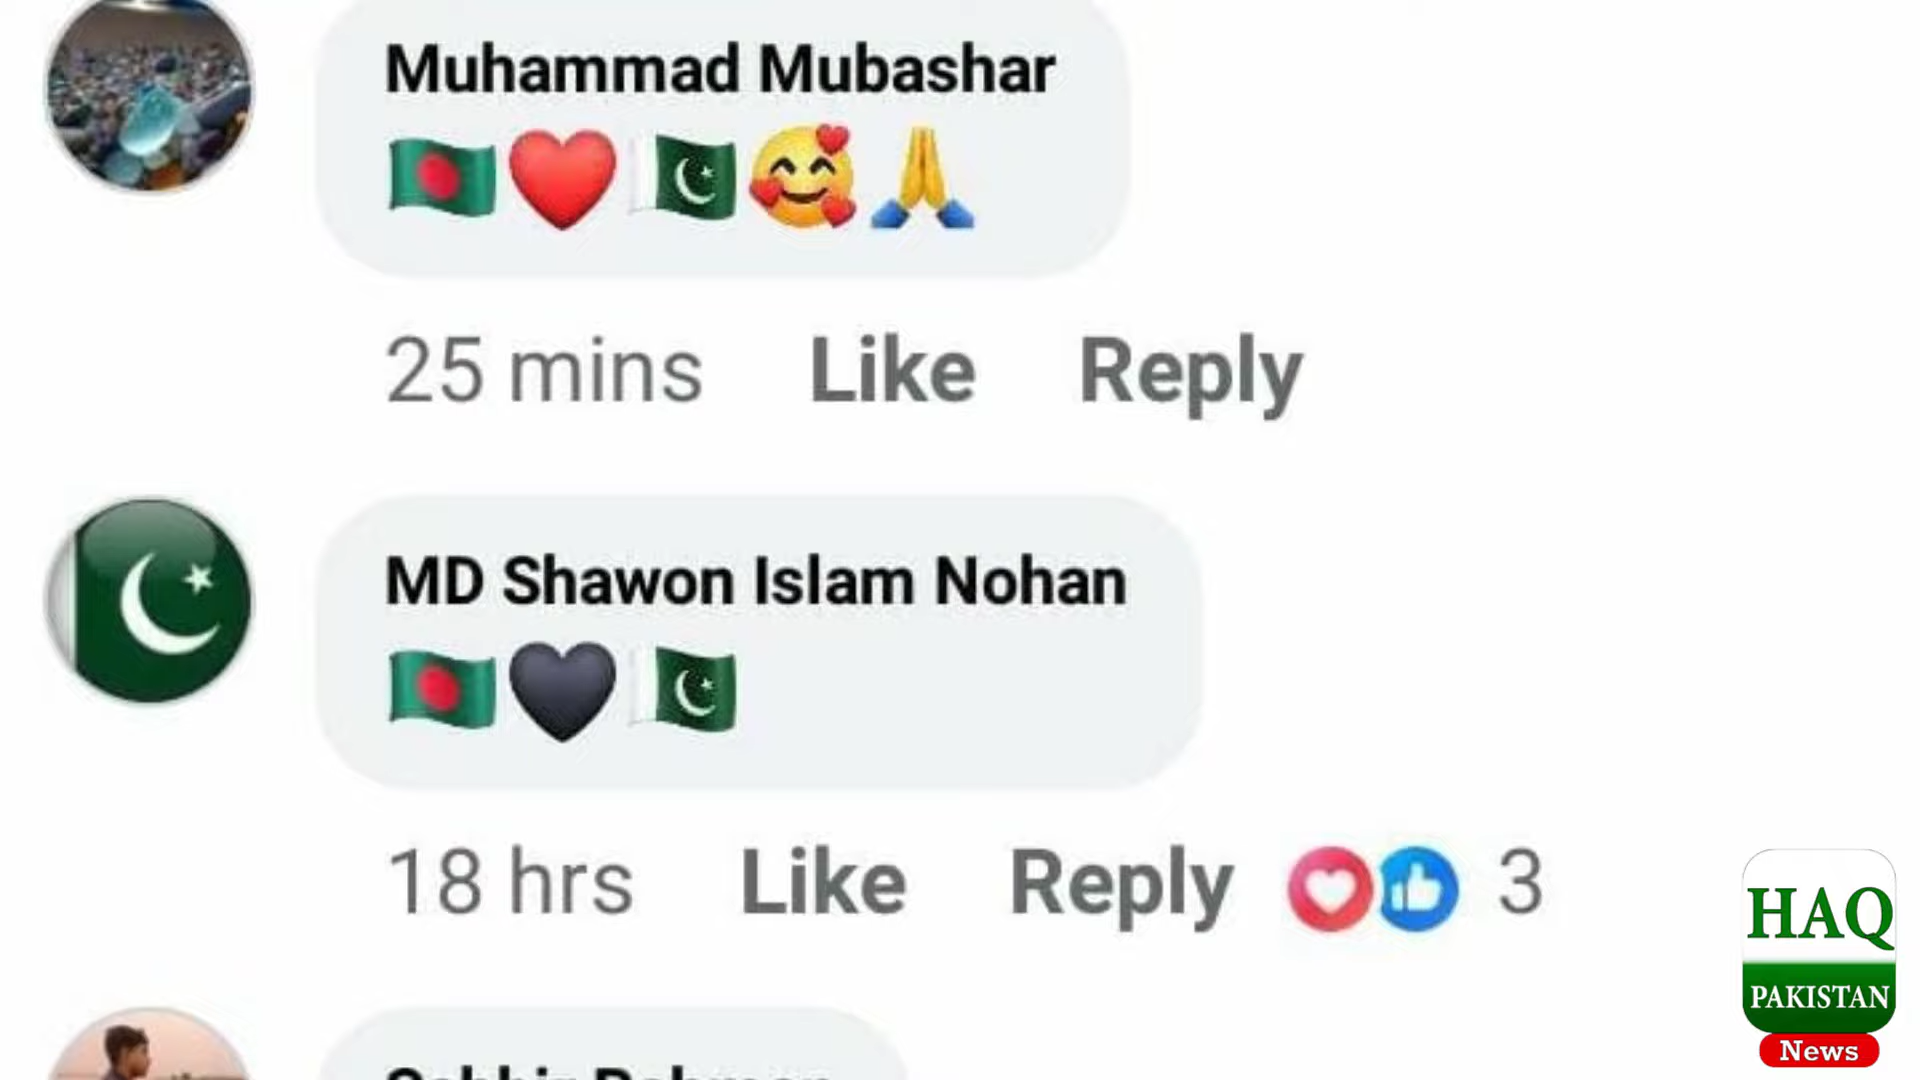 Muhammad Mubashar
🇧🇩❤️🇵🇰🥰🙏
25 mins Like Reply
MD Shawon Islam Nohan
🇧🇩🖤🇵🇰
18 hrs Like Reply 3
HAQ
PAKISTAN
News